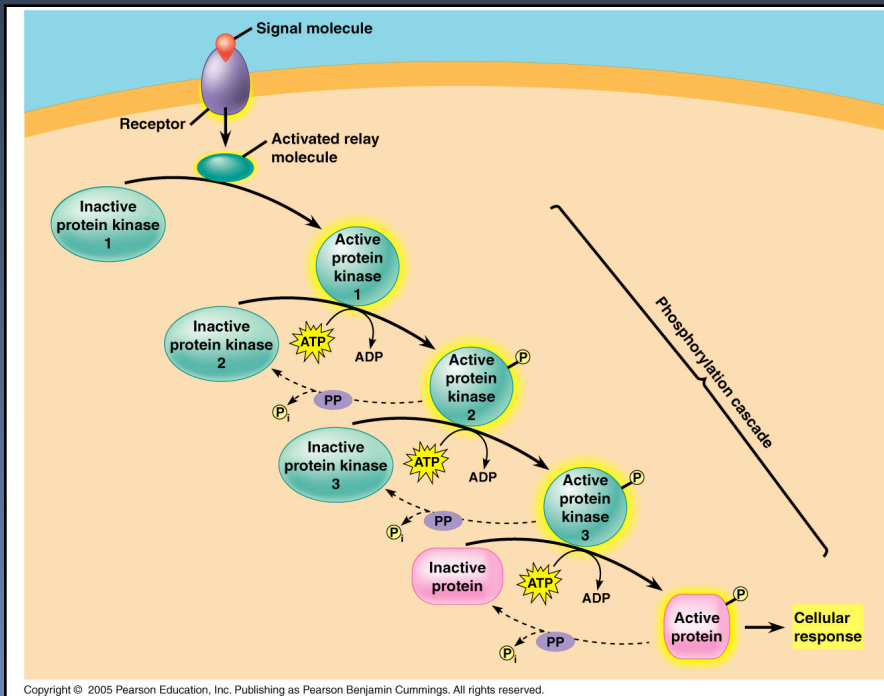 Signal molecule
Receptor
Activated relay
molecule
Inactive
protein kinase
1
Active
protein
kinase
1
Inactive
protein kinase
2
ATP
ADP
Active
protein
kinase
2
P
PP
Pi
Inactive
protein kinase
3
ATP
ADP
Active
protein
kinase
3
P
PP
Pi
Inactive
protein
ATP
ADP
Active
protein
P
PP
Pi
Cellular
response
Phosphorylation cascade
Copyright © 2005 Pearson Education, Inc. Publishing as Pearson Benjamin Cummings. All rights reserved.